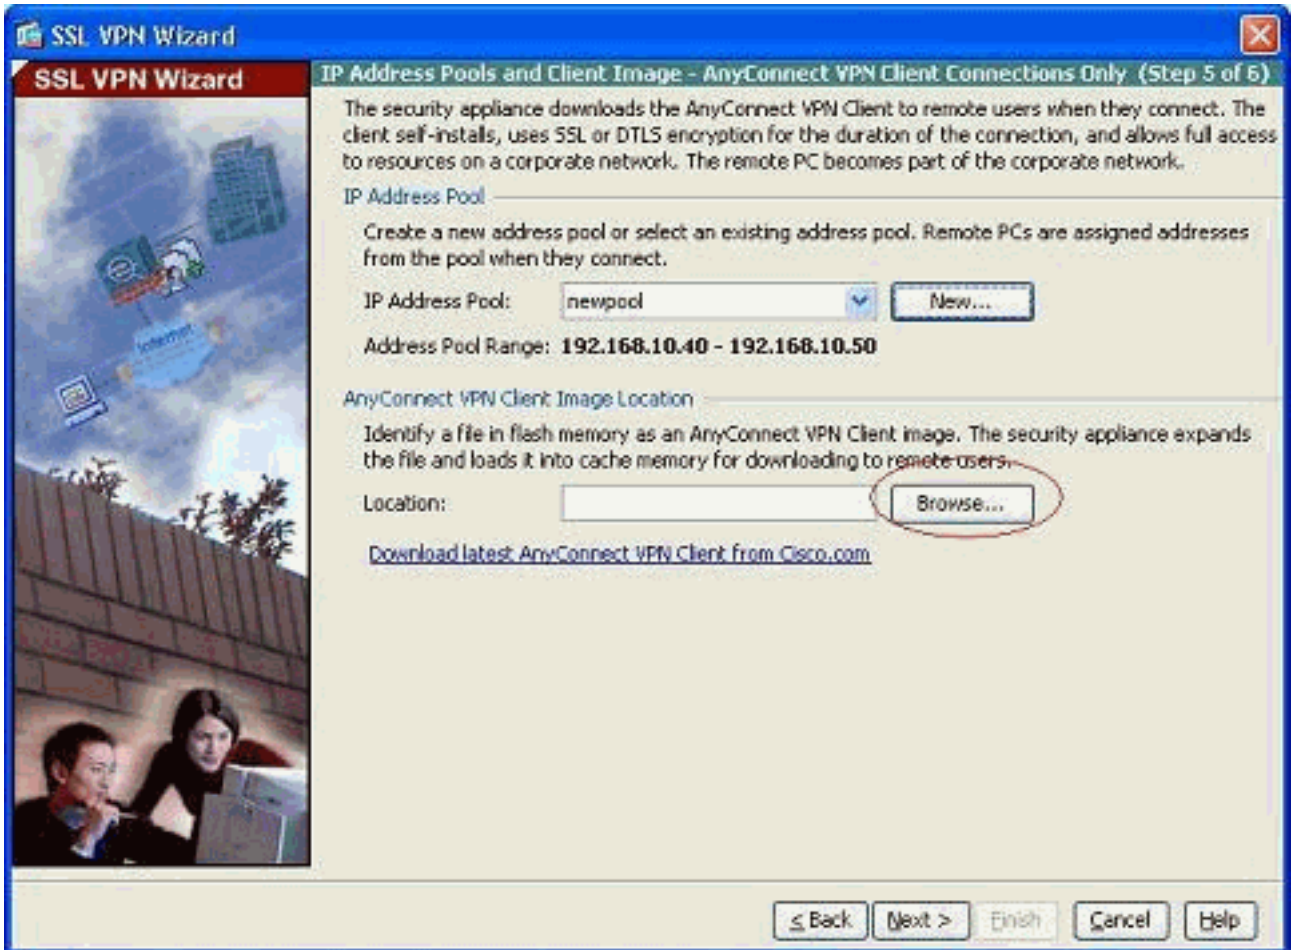 SSL VPN Wizard
SSL VPN Wizard
IP Address Pools and Client Image - AnyConnect VPN Client Connections Only (Step 5 of 6)
The security appliance downloads the AnyConnect VPN Client to remote users when they connect. The
client self-installs, uses SSL or DTLS encryption for the duration of the connection, and allows full access
to resources on a corporate network. The remote PC becomes part of the corporate network.
IP Address Pool
Create a new address pool or select an existing address pool. Remote PCs are assigned addresses
from the pool when they connect.
IP Address Pool: newpool New...
Address Pool Range: 192.168.10.40 - 192.168.10.50
AnyConnect VPN Client Image Location
Identify a file in flash memory as an AnyConnect VPN Client image. The security appliance expands
the file and loads it into cache memory for downloading to remote users.
Location: Browse...
Download latest AnyConnect VPN Client from Cisco.com
Internet
< Back Next > Finish Cancel Help